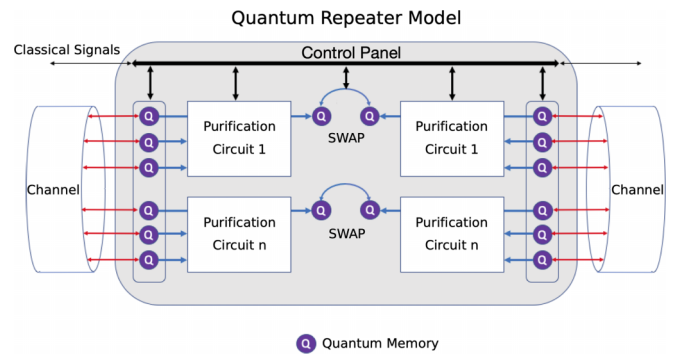 Quantum Repeater Model
Classical Signals
Control Panel
Q
Q
Q
Q
Q
Q
Channel
Purification
Circuit 1
Q
Q
SWAP
Purification
Circuit 1
Purification
Circuit n
Q
Q
SWAP
Purification
Circuit n
Q
Q
Q
Q
Q
Q
Channel
Q Quantum Memory